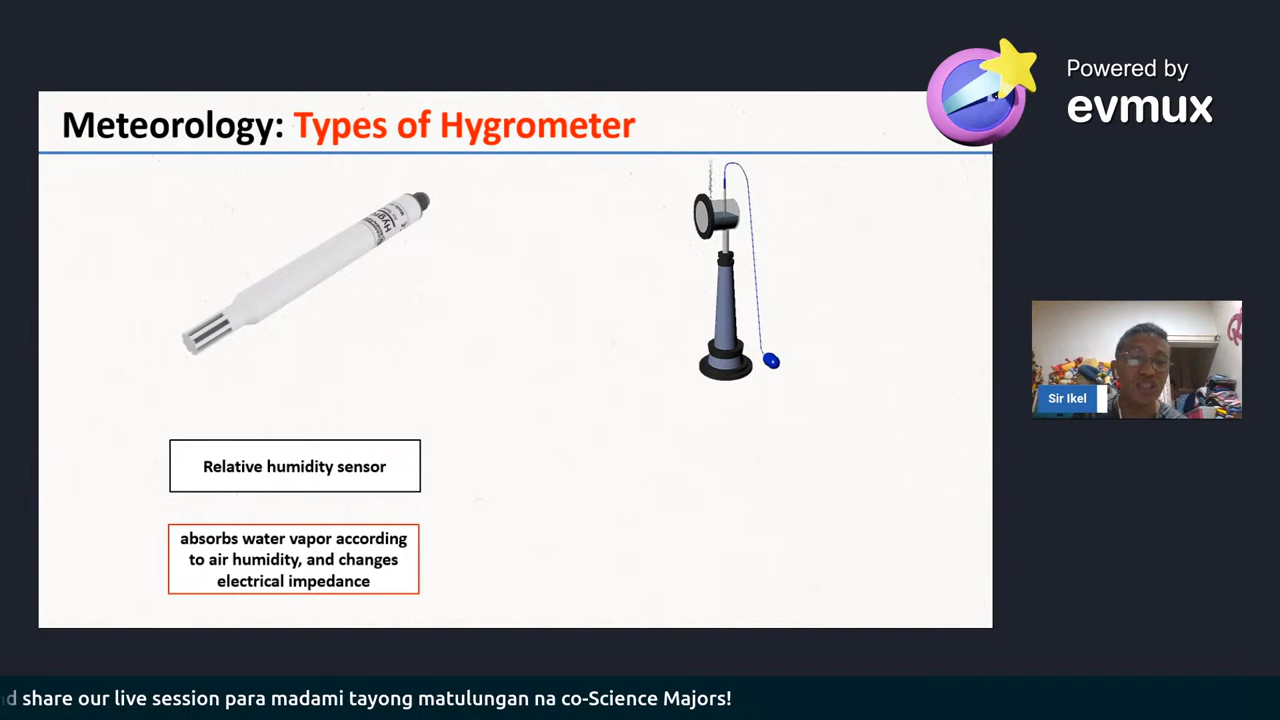 Powered by
evmux
Meteorology: Types of Hygrometer
Sir Ikel
Relative humidity sensor
absorbs water vapor according
to air humidity, and changes
electrical impedance
share our live session para madami tayong matulungan na co-Science Majors!